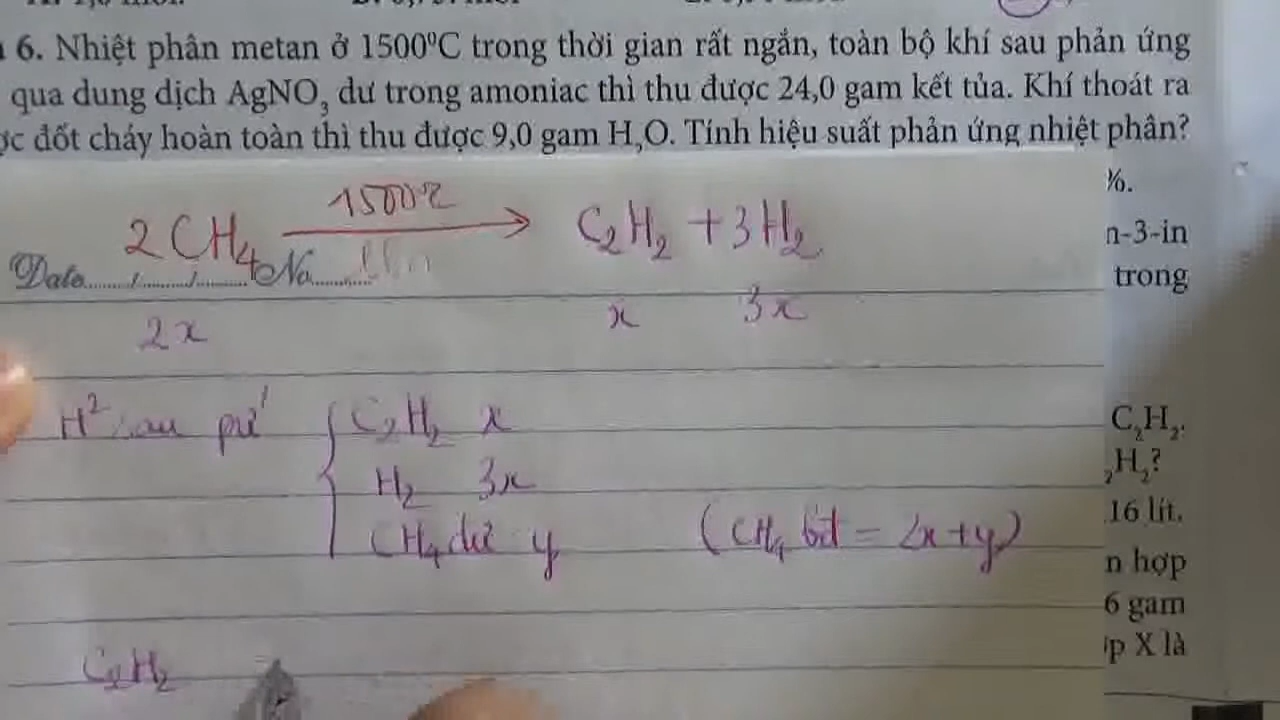 6. Nhiệt phân metan ở 1500⁰C trong thời gian rất ngắn, toàn bộ khí sau phản ứng
qua dung dịch AgNO₃ dư trong amoniac thì thu được 24,0 gam kết tủa. Khí thoát ra
đốt cháy hoàn toàn thì thu được 9,0 gam H₂O. Tính hiệu suất phản ứng nhiệt phân?
%.
2CH₄ 1500℃ → C₂H₂ + 3H₂
n-3-in
Date....../....../...... No......
trong
2x x 3x
H² sau pứ { C₂H₂ x
C₂H₂.
₂H₂?
H₂ 3x
16 lít.
CH₄ dư y (CH₄ bđ = 2x+y)
n hợp
6 gam
p X là
C₂H₂